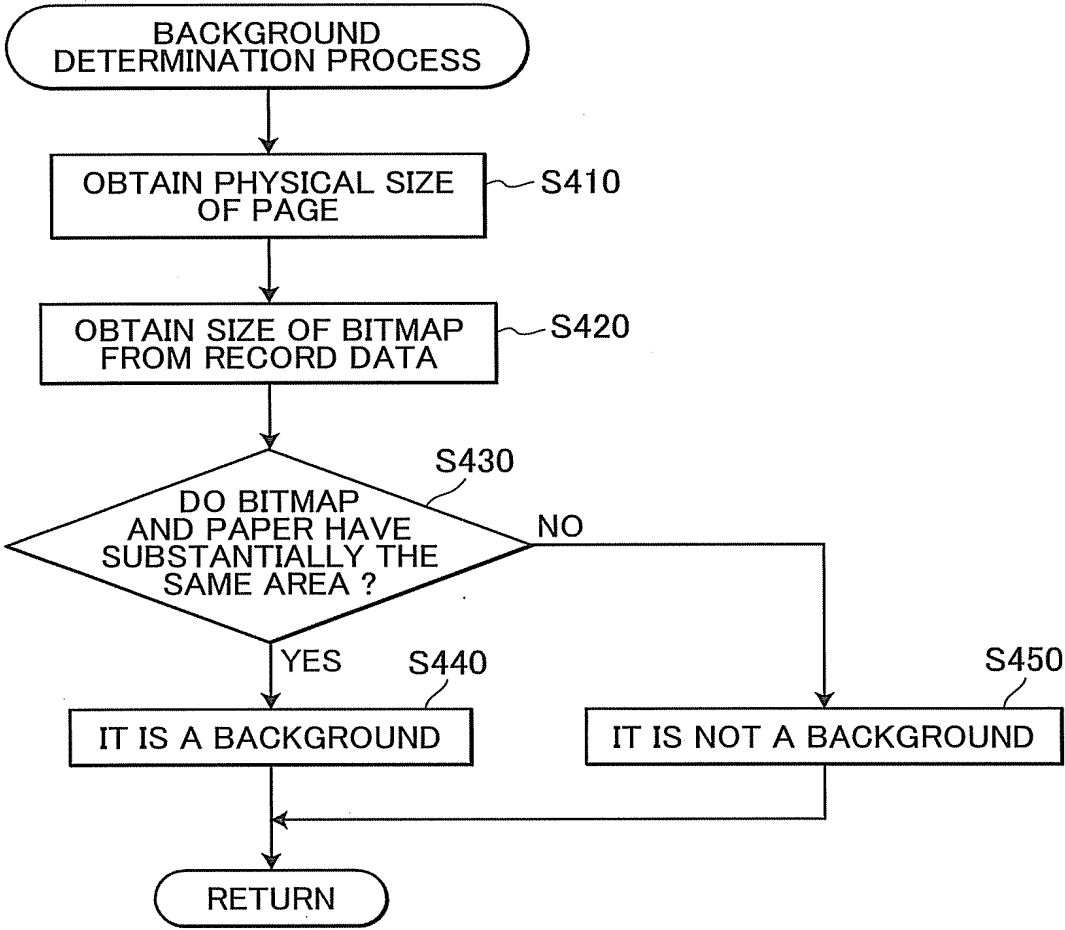 BACKGROUND
DETERMINATION PROCESS
OBTAIN PHYSICAL SIZE
OF PAGE
S410
OBTAIN SIZE OF BITMAP
FROM RECORD DATA
S420
S430
DO BITMAP
AND PAPER HAVE
SUBSTANTIALLY THE
SAME AREA ?
NO
YES
S440
S450
IT IS A BACKGROUND
IT IS NOT A BACKGROUND
RETURN